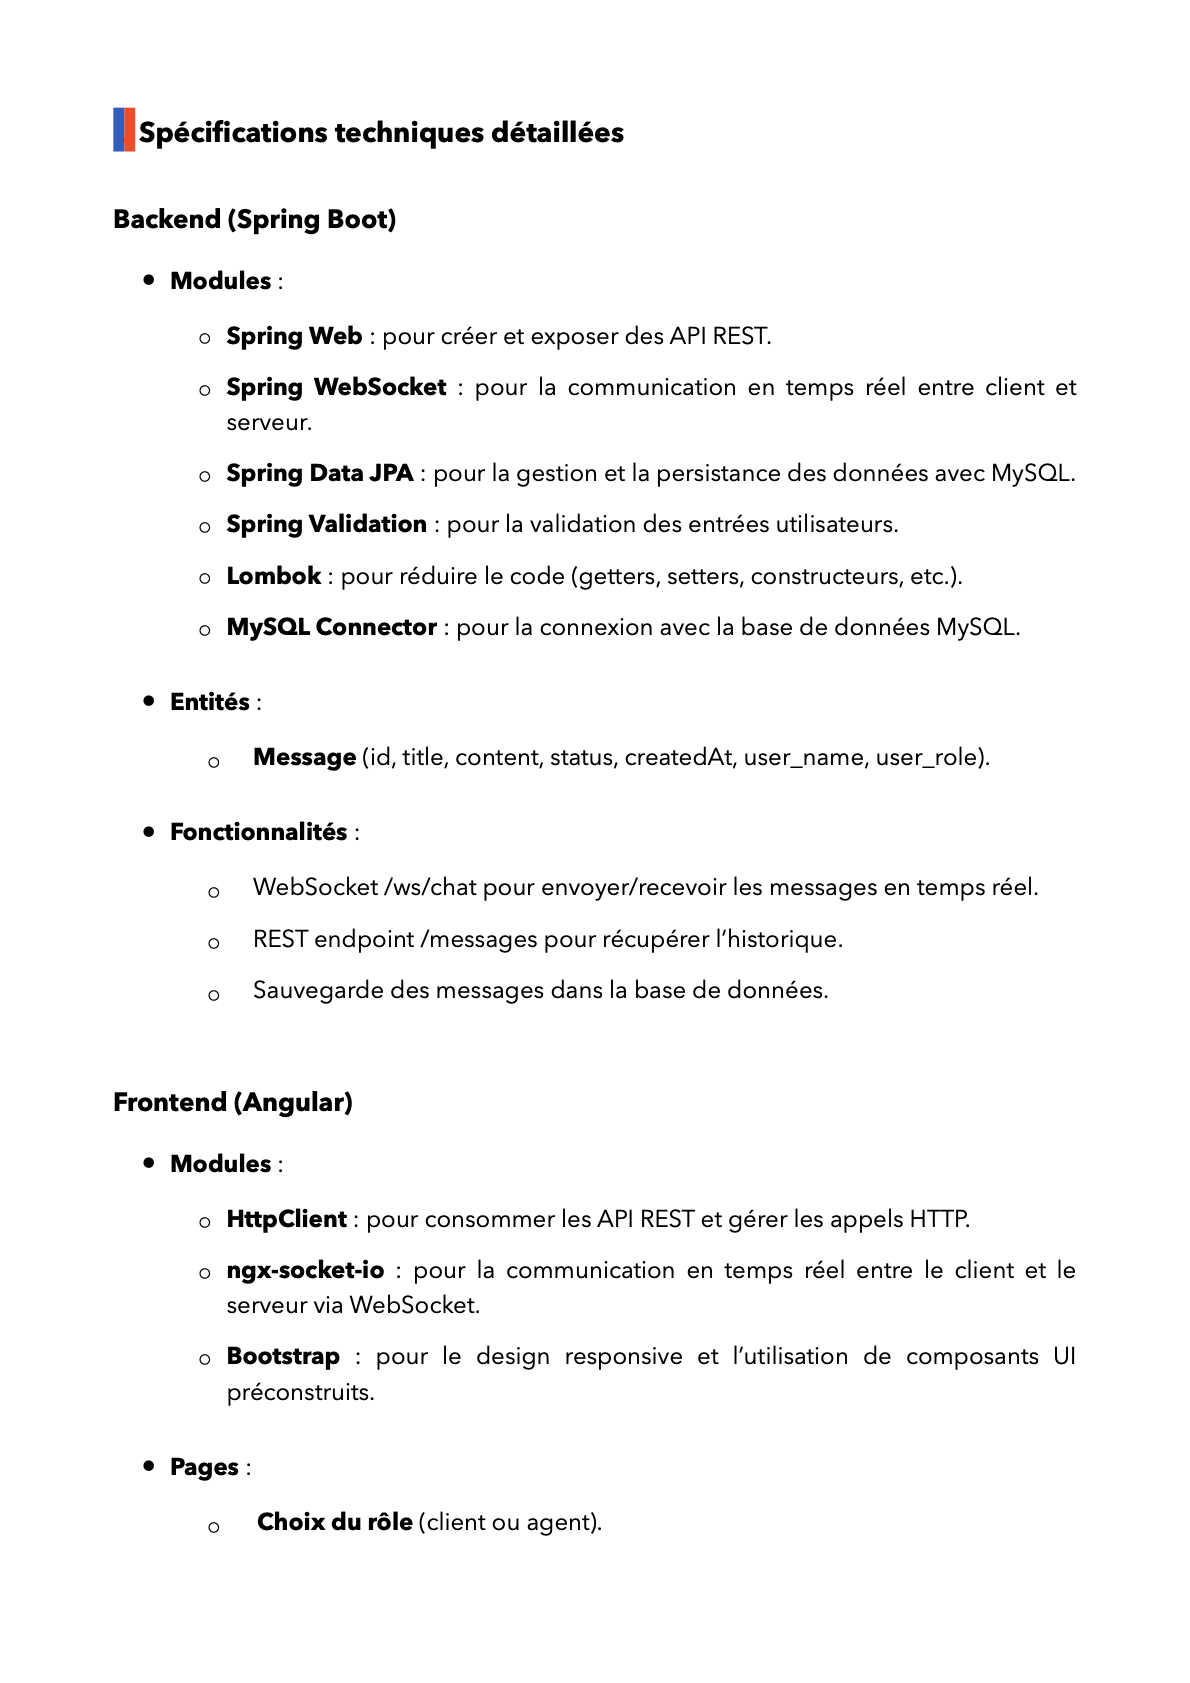 Spécifications techniques détaillées
Backend (Spring Boot)
• Modules :
o Spring Web : pour créer et exposer des API REST.
o Spring WebSocket : pour la communication en temps réel entre client et
serveur.
o Spring Data JPA : pour la gestion et la persistance des données avec MySQL.
o Spring Validation : pour la validation des entrées utilisateurs.
o Lombok : pour réduire le code (getters, setters, constructeurs, etc.).
o MySQL Connector : pour la connexion avec la base de données MySQL.
• Entités :
o Message (id, title, content, status, createdAt, user_name, user_role).
• Fonctionnalités :
o WebSocket /ws/chat pour envoyer/recevoir les messages en temps réel.
o REST endpoint /messages pour récupérer l’historique.
o Sauvegarde des messages dans la base de données.
Frontend (Angular)
• Modules :
o HttpClient : pour consommer les API REST et gérer les appels HTTP.
o ngx-socket-io : pour la communication en temps réel entre le client et le
serveur via WebSocket.
o Bootstrap : pour le design responsive et l’utilisation de composants UI
préconstruits.
• Pages :
o Choix du rôle (client ou agent).